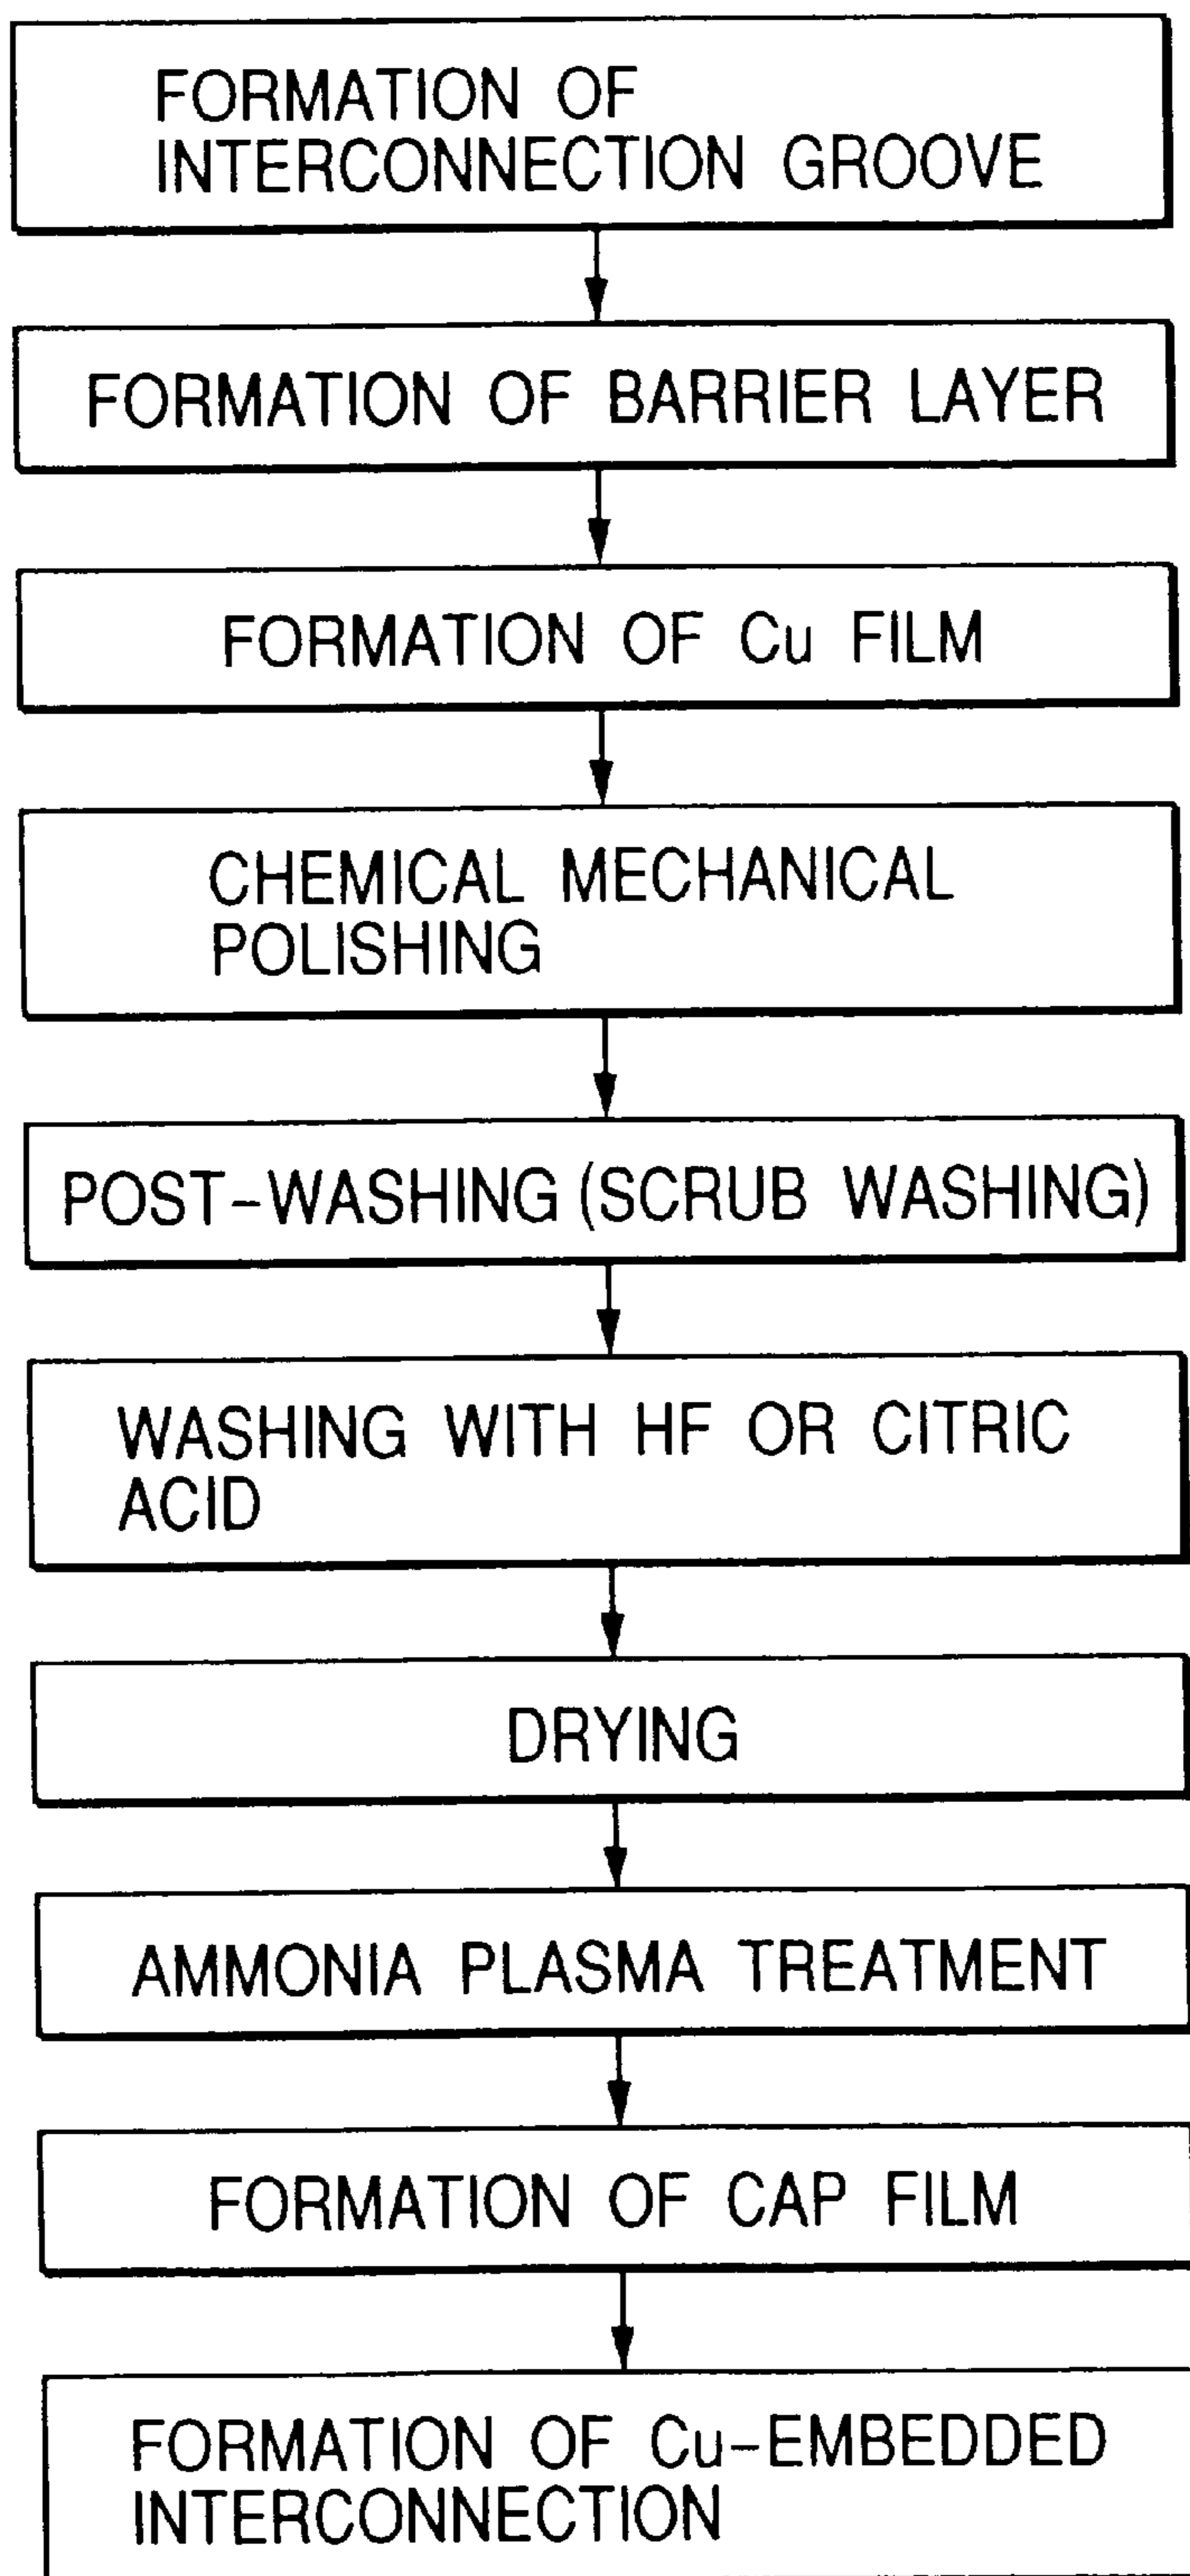 FORMATION OF
INTERCONNECTION GROOVE
FORMATION OF BARRIER LAYER
FORMATION OF Cu FILM
CHEMICAL MECHANICAL
POLISHING
POST-WASHING (SCRUB WASHING)
WASHING WITH HF OR CITRIC
ACID
DRYING
AMMONIA PLASMA TREATMENT
FORMATION OF CAP FILM
FORMATION OF Cu-EMBEDDED
INTERCONNECTION